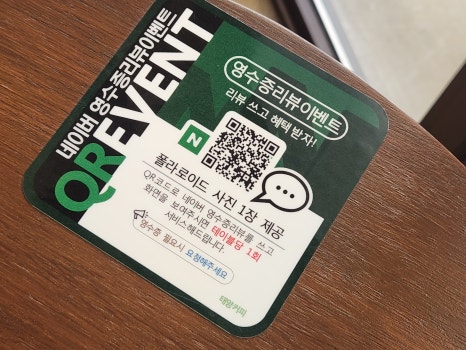 네이버 영수증리뷰이벤트
QR EVENT
영수증리뷰이벤트
리뷰 쓰고 혜택 받자!
N
폴라로이드 사진 1장 제공
QR코드로 네이버 영수증리뷰를 쓰고
화면을 보여주시면 테이블당 1회
서비스해드립니다.
영수증 필요시 요청해주세요
태양커피